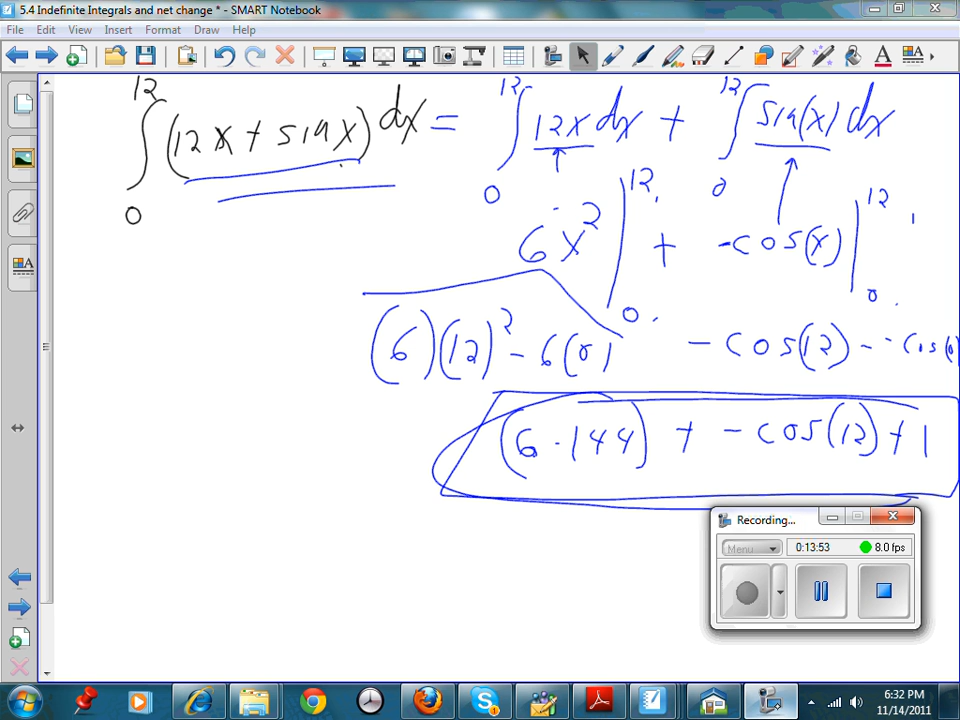 5.4 Indefinite Integrals and net change * - SMART Notebook
File Edit View Insert Format Draw Help
∫₀¹² (12x + sin x) dx = ∫₀¹² 12x dx + ∫₀¹² sin(x) dx
6x² |₀¹² + -cos(x) |₀¹²
(6)(12)² - 6(0) - cos(12) - - cos(0)
(6·144) + - cos(12) + 1
Recording...
Menu 0:13:53 8.0 fps
6:32 PM
11/14/2011